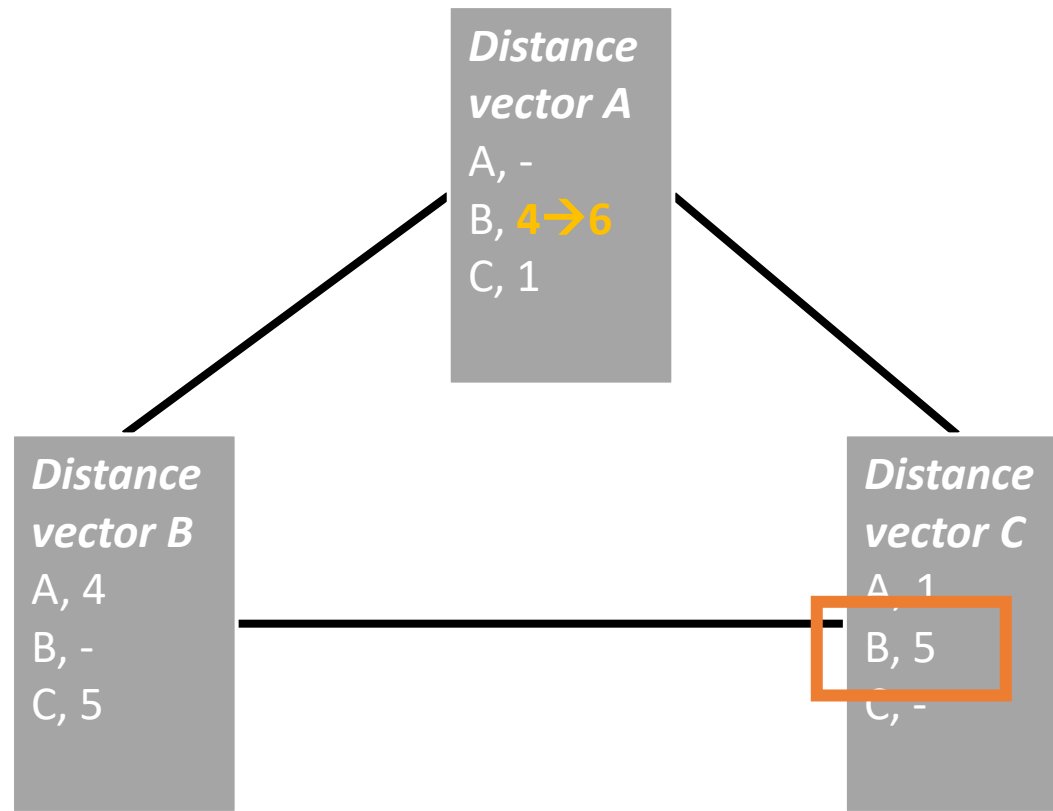 Distance
vector A
A, -
B, 4→6
C, 1
Distance
vector B
A, 4
B, -
C, 5
Distance
vector C
A, 1
B, 5
C, -